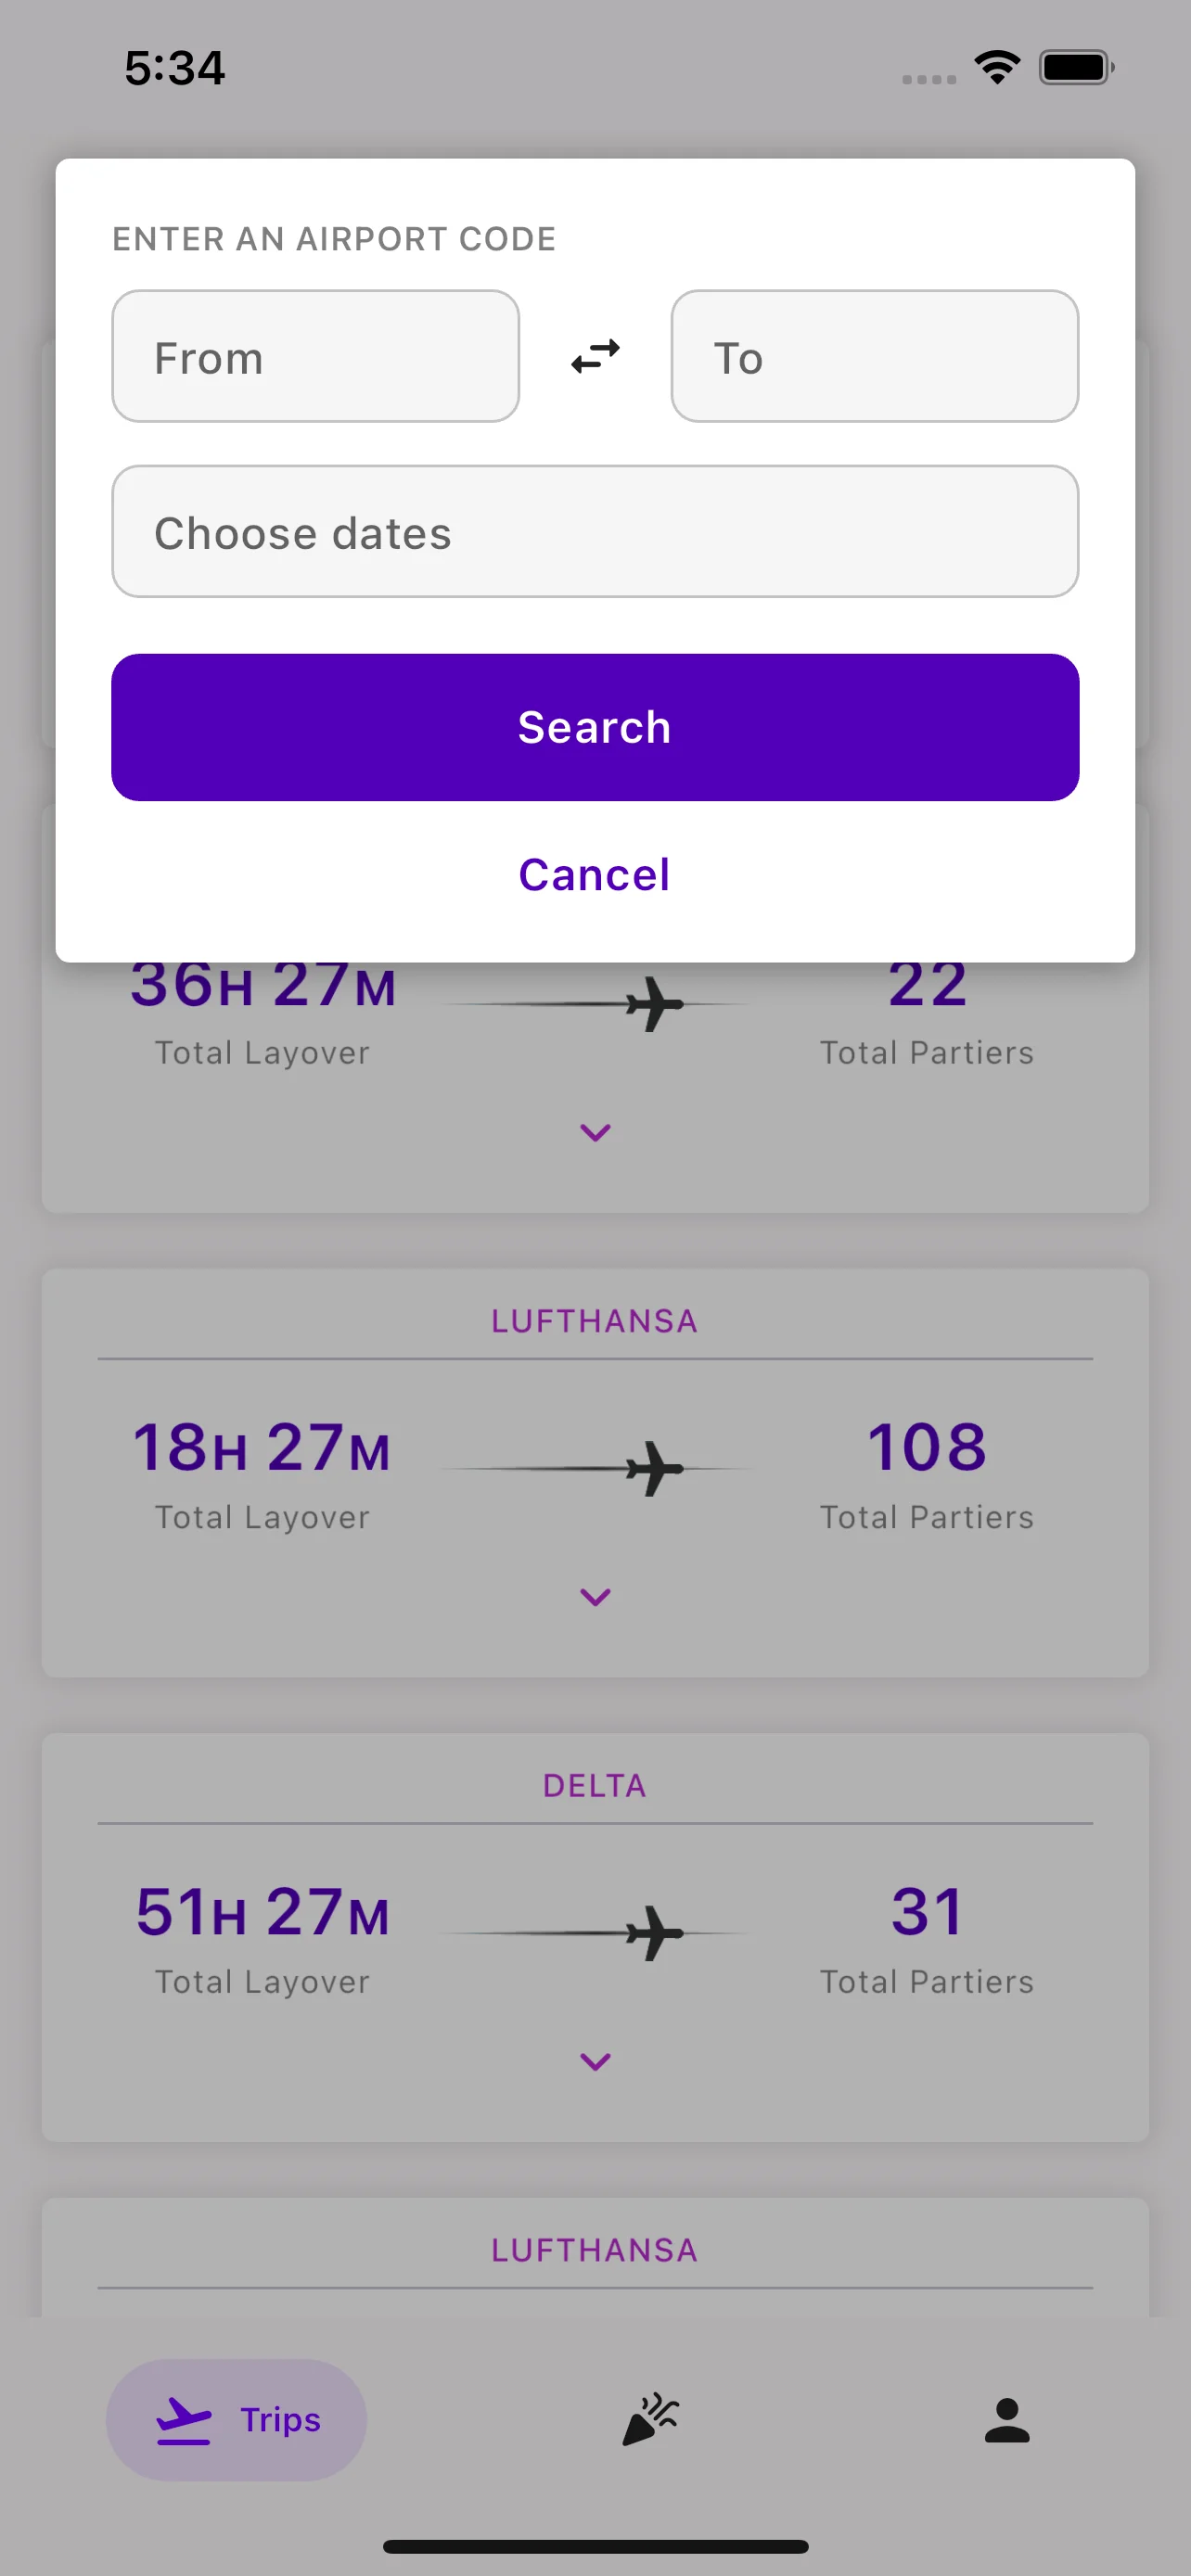 5:34
ENTER AN AIRPORT CODE
From To
Choose dates
Search
Cancel
36H 27M 22
Total Layover Total Partiers
LUFTHANSA
18H 27M 108
Total Layover Total Partiers
DELTA
51H 27M 31
Total Layover Total Partiers
LUFTHANSA
Trips